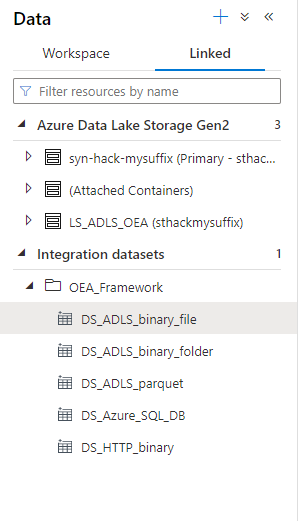 Data
Workspace Linked
Filter resources by name
Azure Data Lake Storage Gen2 3
syn-hack-mysuffix (Primary - sthac...
(Attached Containers)
LS_ADLS_OEA (sthackmysuffix)
Integration datasets 1
OEA_Framework
DS_ADLS_binary_file
DS_ADLS_binary_folder
DS_ADLS_parquet
DS_Azure_SQL_DB
DS_HTTP_binary